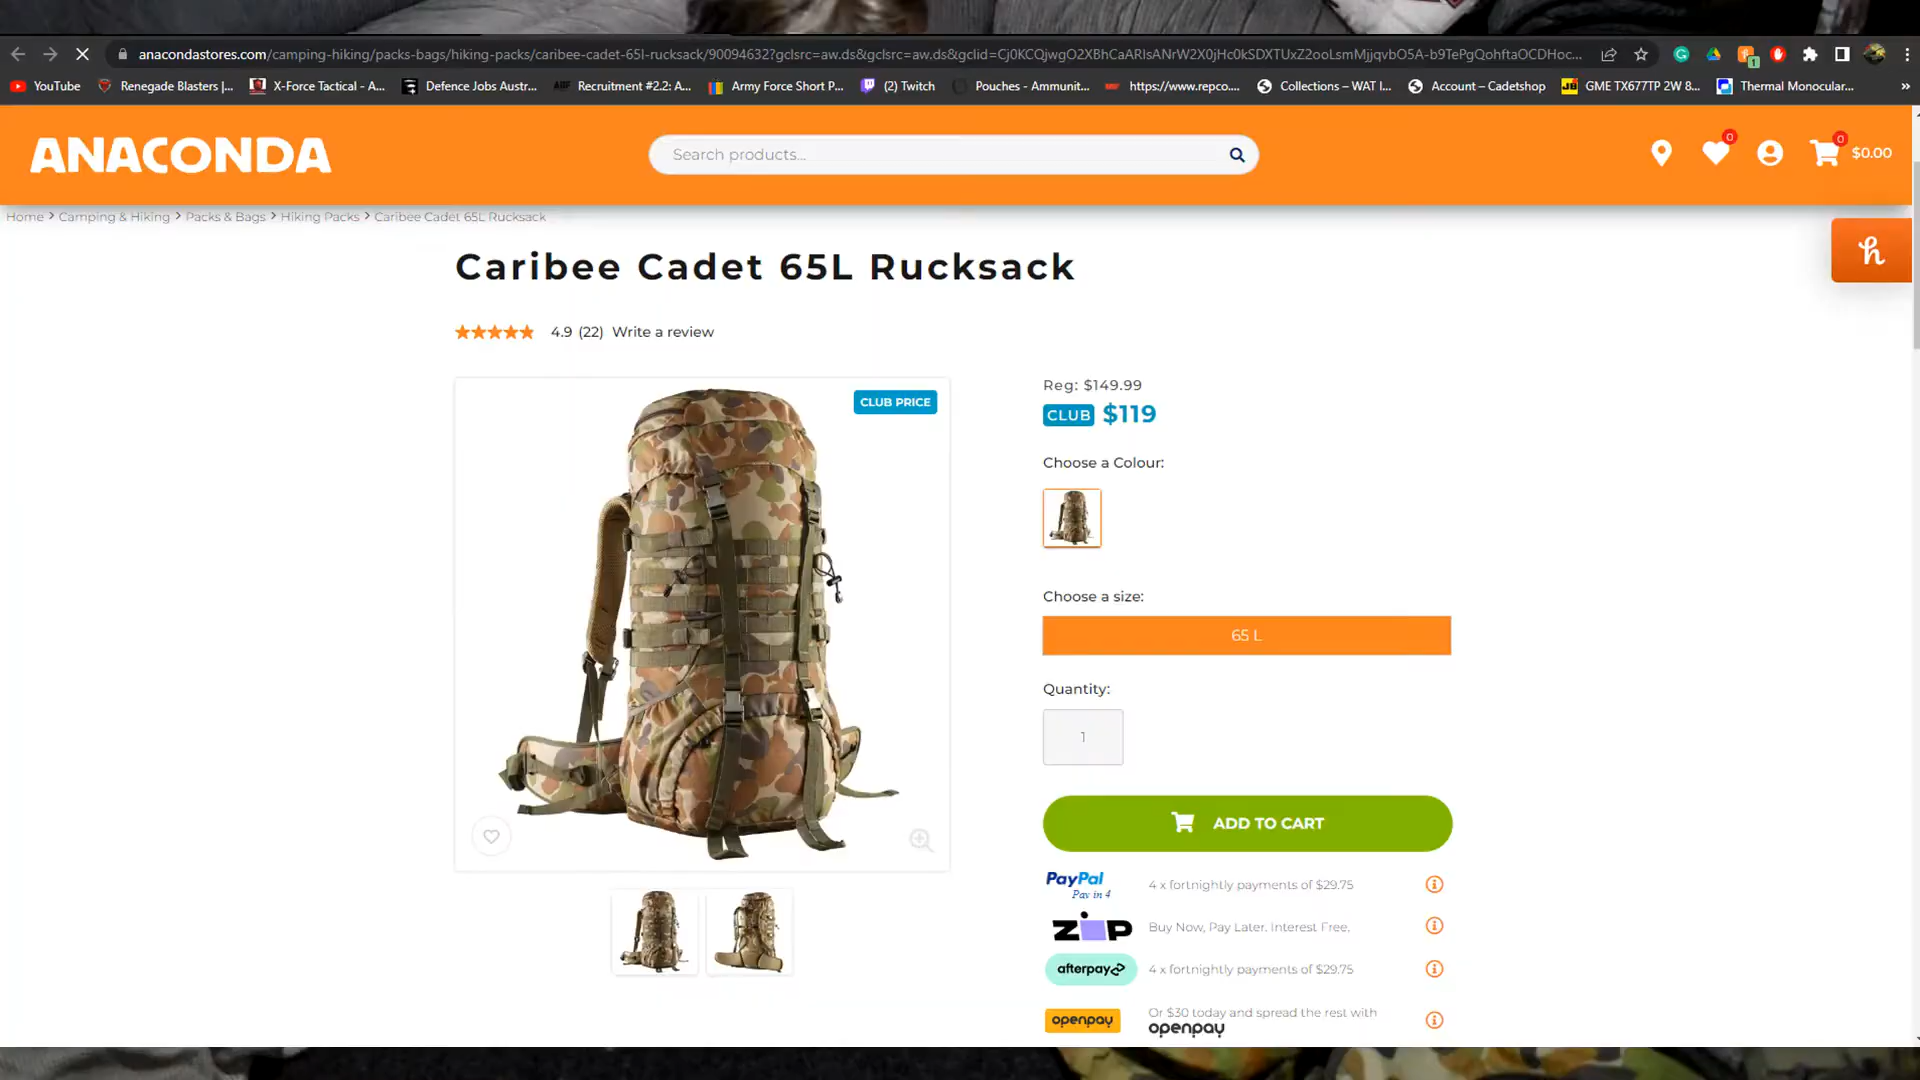 anacondastores.com/camping-hiking/packs-bags/hiking-packs/caribee-cadet-65l-rucksack/90094632?gclsrc=aw.ds&gclsrc=aw.ds&gclid=Cj0KCQjwgO2XBhCaARIsANrW2X0jHc0kSDXTUxZ2ooLsmMjjqvbO5A-b9TePgQohftaOCDHoc...
YouTube
Renegade Blasters |...
X-Force Tactical - A...
Defence Jobs Austr...
Recruitment #2.2: A...
Army Force Short P...
(2) Twitch
Pouches - Ammunit...
https://www.repco....
Collections – WAT I...
Account – Cadetshop
GME TX677TP 2W 8...
Thermal Monocular...
»
ANACONDA
Search products...
0
0
$0.00
Home > Camping & Hiking > Packs & Bags > Hiking Packs > Caribee Cadet 65L Rucksack
h
Caribee Cadet 65L Rucksack
4.9 (22) Write a review
CLUB PRICE
Reg: $149.99
CLUB $119
Choose a Colour:
Choose a size:
65 L
Quantity:
1
ADD TO CART
PayPal
Pay in 4
4 x fortnightly payments of $29.75
ZIP
Buy Now, Pay Later. Interest Free.
afterpay
4 x fortnightly payments of $29.75
openpay
Or $30 today and spread the rest with
openpay